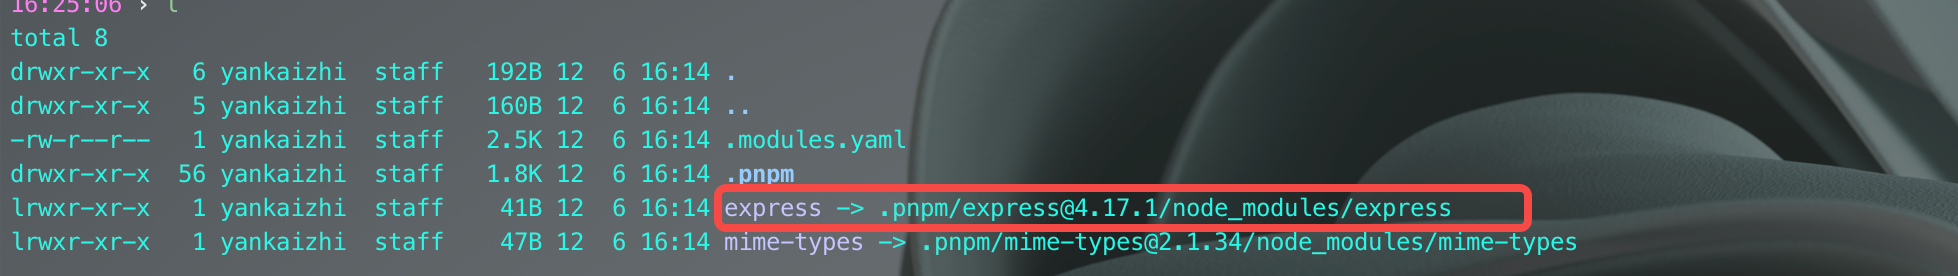 16:25:06 › l
total 8
drwxr-xr-x   6 yankaizhi  staff   192B 12  6 16:14 .
drwxr-xr-x   5 yankaizhi  staff   160B 12  6 16:14 ..
-rw-r--r--   1 yankaizhi  staff   2.5K 12  6 16:14 .modules.yaml
drwxr-xr-x  56 yankaizhi  staff   1.8K 12  6 16:14 .pnpm
lrwxr-xr-x   1 yankaizhi  staff    41B 12  6 16:14 express -> .pnpm/express@4.17.1/node_modules/express
lrwxr-xr-x   1 yankaizhi  staff    47B 12  6 16:14 mime-types -> .pnpm/mime-types@2.1.34/node_modules/mime-types